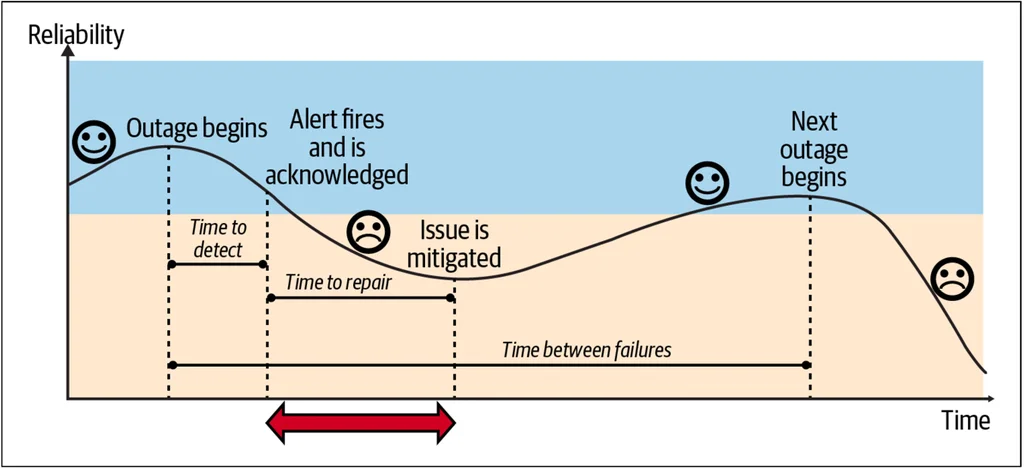 Reliability
Outage begins
Alert fires
and is
acknowledged
Next
outage
begins
Time to
detect
Issue is
mitigated
Time to repair
Time between failures
Time